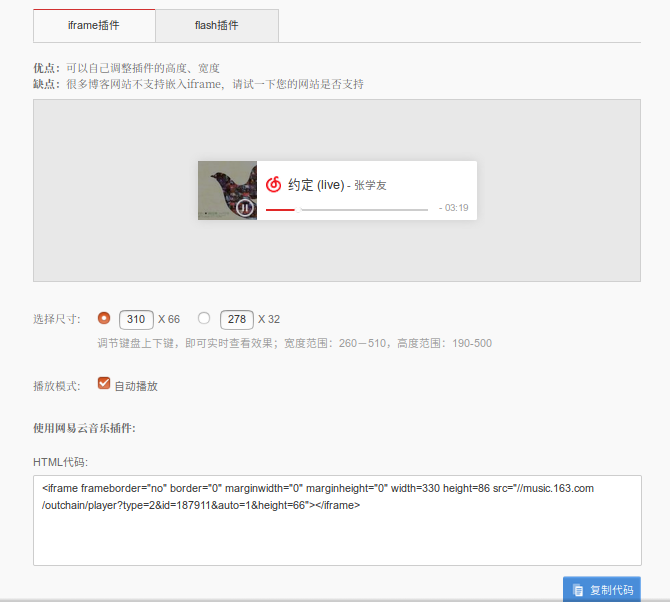 iframe插件 flash插件
优点：可以自己调整插件的高度、宽度
缺点：很多博客网站不支持嵌入iframe，请试一下您的网站是否支持
约定 (live) - 张学友
- 03:19
选择尺寸： 310 X 66 278 X 32
调节键盘上下键，即可实时查看效果；宽度范围：260－510，高度范围：190-500
播放模式： 自动播放
使用网易云音乐插件:
HTML代码:
<iframe frameborder="no" border="0" marginwidth="0" marginheight="0" width=330 height=86 src="//music.163.com
/outchain/player?type=2&id=187911&auto=1&height=66"></iframe>
复制代码